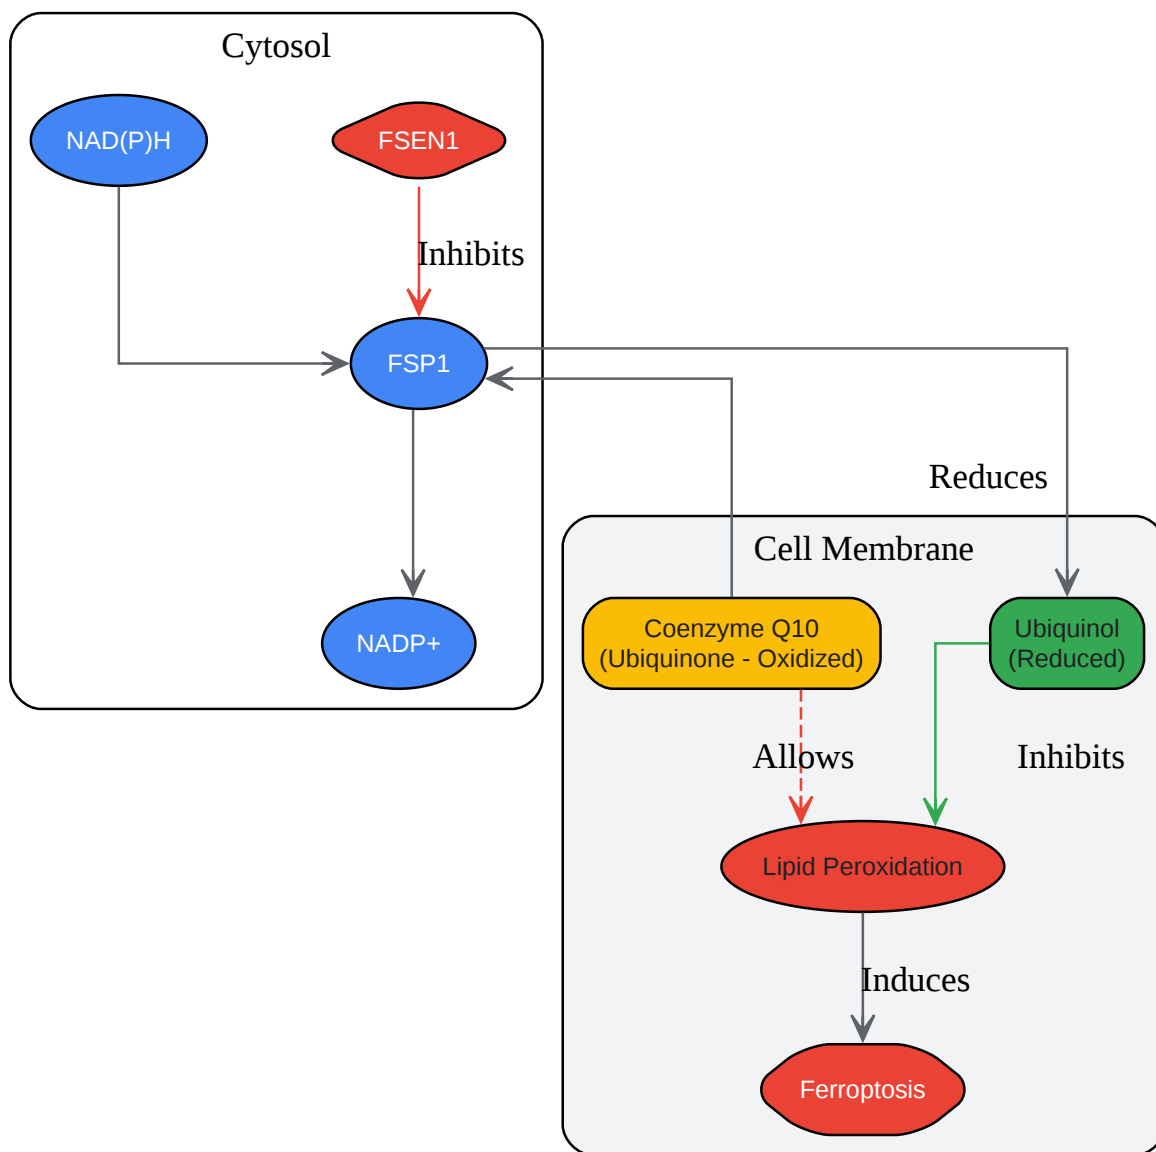 Cytosol
NAD(P)H
FSEN1
Inhibits
FSP1
Reduces
NADP+
Cell Membrane
Coenzyme Q10
(Ubiquinone - Oxidized)
Ubiquinol
(Reduced)
Allows
Inhibits
Lipid Peroxidation
Induces
Ferroptosis